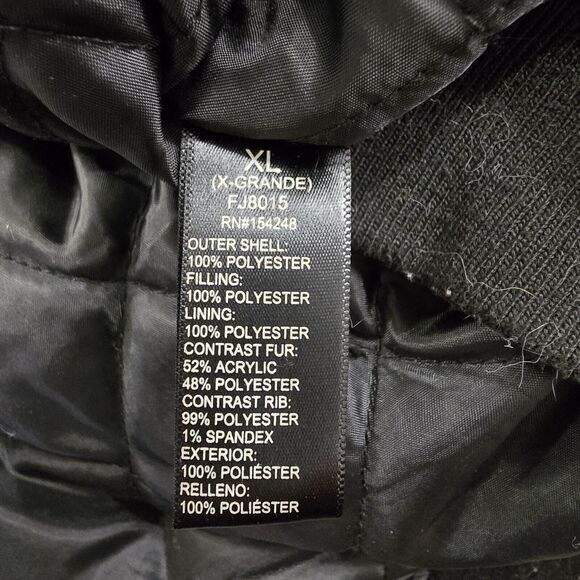 XL
(X-GRANDE)
FJ8015
RN#154248
OUTER SHELL:
100% POLYESTER
FILLING:
100% POLYESTER
LINING:
100% POLYESTER
CONTRAST FUR:
52% ACRYLIC
48% POLYESTER
CONTRAST RIB:
99% POLYESTER
1% SPANDEX
EXTERIOR:
100% POLIÉSTER
RELLENO:
100% POLIÉSTER